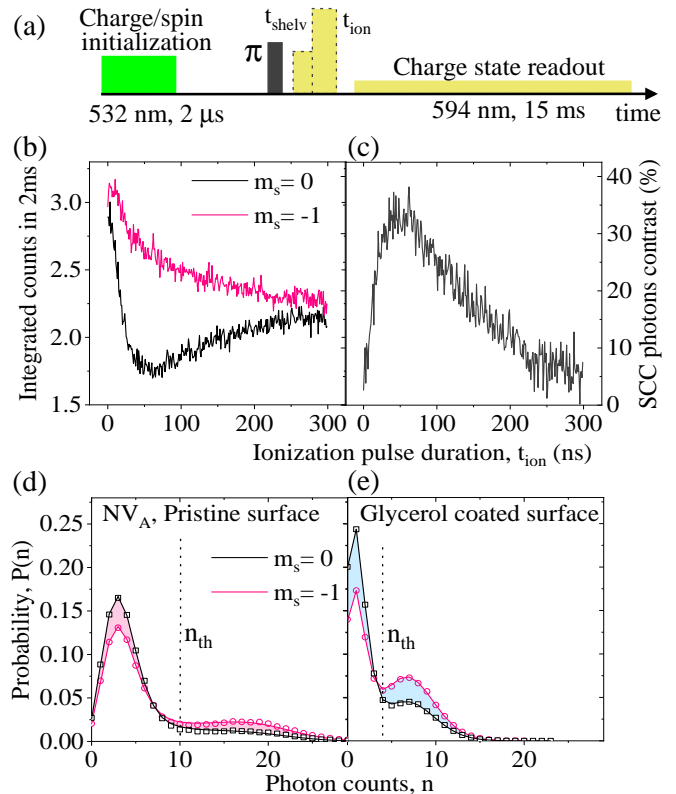 (a)
Charge/spin
initialization
π
t_shelv
t_ion
Charge state readout
532 nm, 2 μs
594 nm, 15 ms
time
(b)
(c)
Integrated counts in 2ms
3.0
2.5
2.0
1.5
m_s= 0
m_s= -1
0
100
200
300
0
100
200
300
40
30
20
10
0
SCC photons contrast (%)
Ionization pulse duration, t_ion (ns)
(d)
(e)
Probability, P(n)
0.25
0.20
0.15
0.10
0.05
0.00
NV_A, Pristine surface
m_s= 0
m_s= -1
n_th
Glycerol coated surface
n_th
0
10
20
0
10
20
Photon counts, n